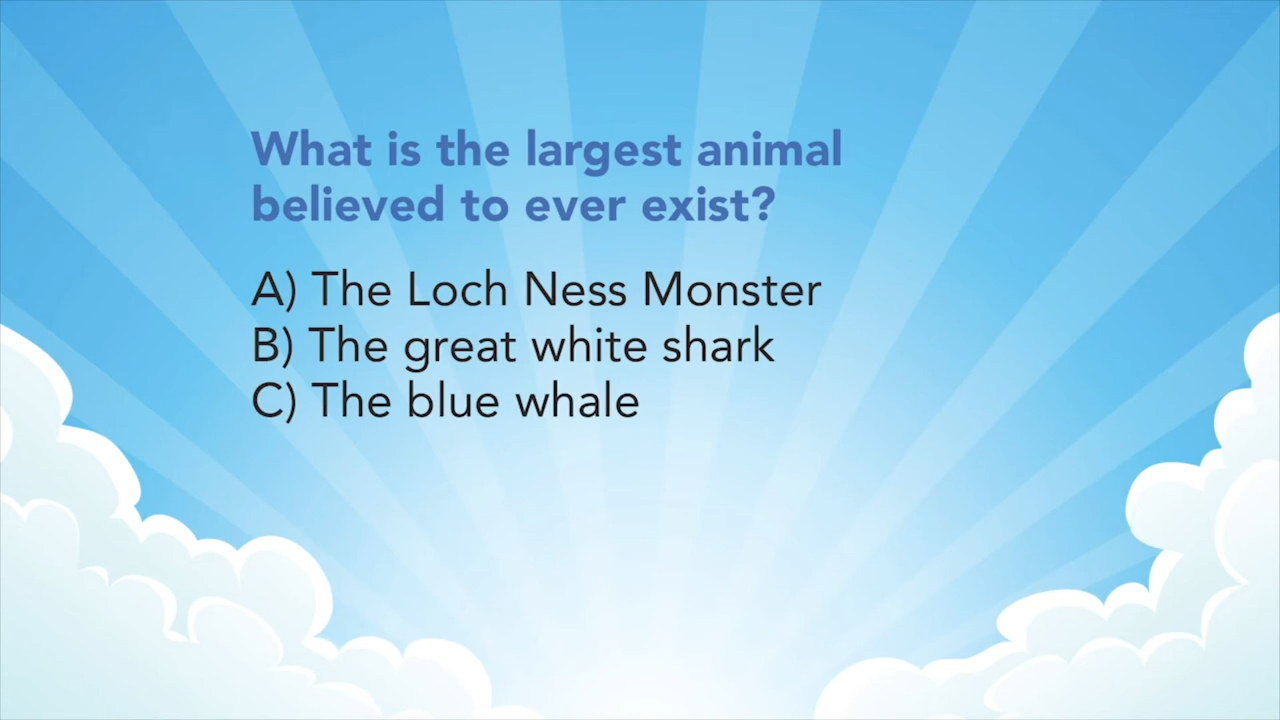 What is the largest animal
believed to ever exist?
A) The Loch Ness Monster
B) The great white shark
C) The blue whale